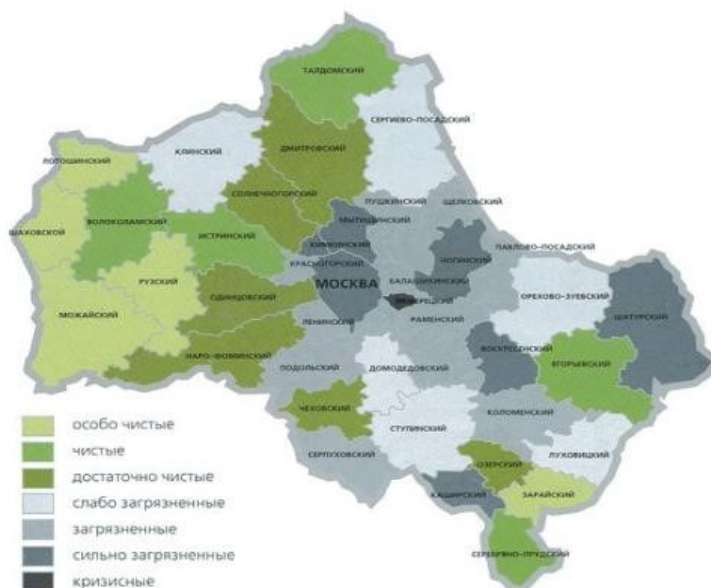 ТАЛДОМСКИЙ
СЕРГИЕВО-ПОСАДСКИЙ
КЛИНСКИЙ
ДМИТРОВСКИЙ
ЛОТОШИНСКИЙ
СОЛНЕЧНОГОРСКИЙ
ПУШКИНСКИЙ
ЩЕЛКОВСКИЙ
ВОЛОКОЛАМСКИЙ
МЫТИЩИНСКИЙ
ШАХОВСКОЙ
ИСТРИНСКИЙ
ХИМКИНСКИЙ
ПАВЛОВО-ПОСАДСКИЙ
КРАСНОГОРСКИЙ
НОГИНСКИЙ
РУЗСКИЙ
МОСКВА
БАЛАШИХИНСКИЙ
ОДИНЦОВСКИЙ
ЛЮБЕРЕЦКИЙ
ОРЕХОВО-ЗУЕВСКИЙ
МОЖАЙСКИЙ
ЛЕНИНСКИЙ
РАМЕНСКИЙ
ШАТУРСКИЙ
НАРО-ФОМИНСКИЙ
ВОСКРЕСЕНСКИЙ
ПОДОЛЬСКИЙ
ДОМОДЕДОВСКИЙ
ЕГОРЬЕВСКИЙ
ЧЕХОВСКИЙ
КОЛОМЕНСКИЙ
СТУПИНСКИЙ
СЕРПУХОВСКИЙ
ЛУХОВИЦКИЙ
ОЗЕРСКИЙ
КАШИРСКИЙ
ЗАРАЙСКИЙ
СЕРЕБРЯНО-ПРУДСКИЙ
особо чистые
чистые
достаточно чистые
слабо загрязненные
загрязненные
сильно загрязненные
кризисные